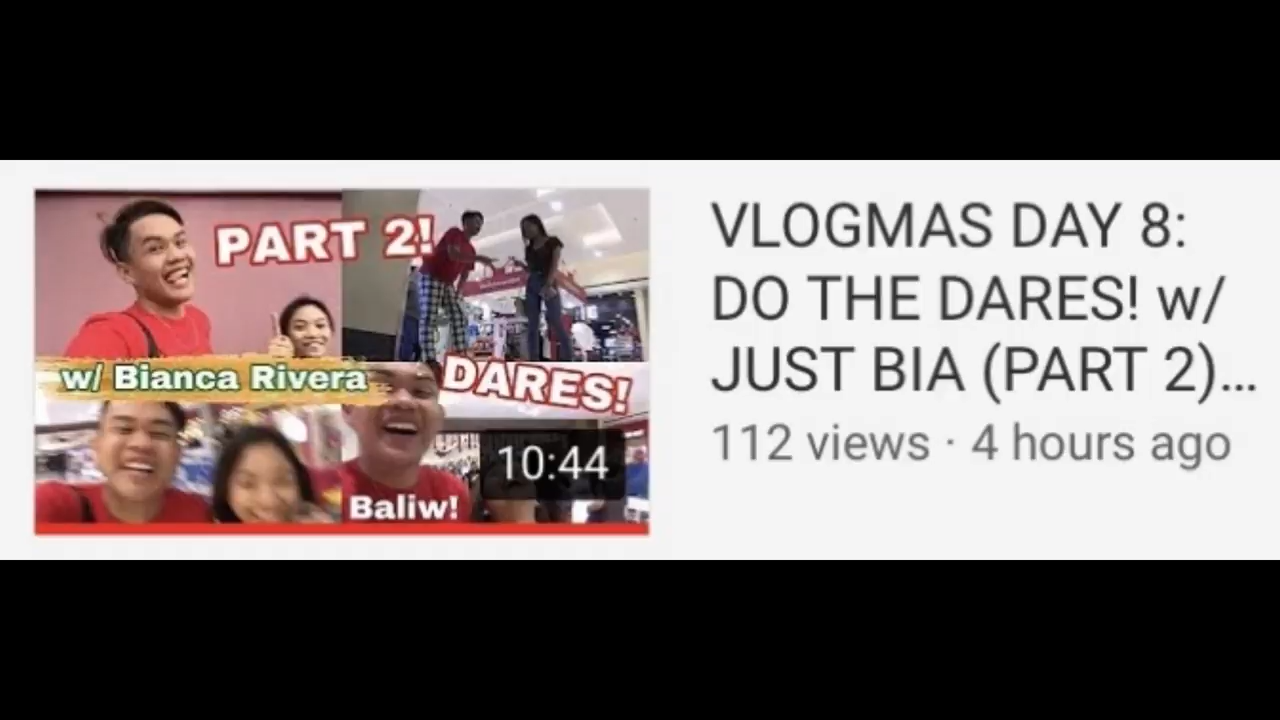 PART 2!
w/ Bianca Rivera
DARES!
10:44
Baliw!
VLOGMAS DAY 8:
DO THE DARES! w/
JUST BIA (PART 2)...
112 views · 4 hours ago